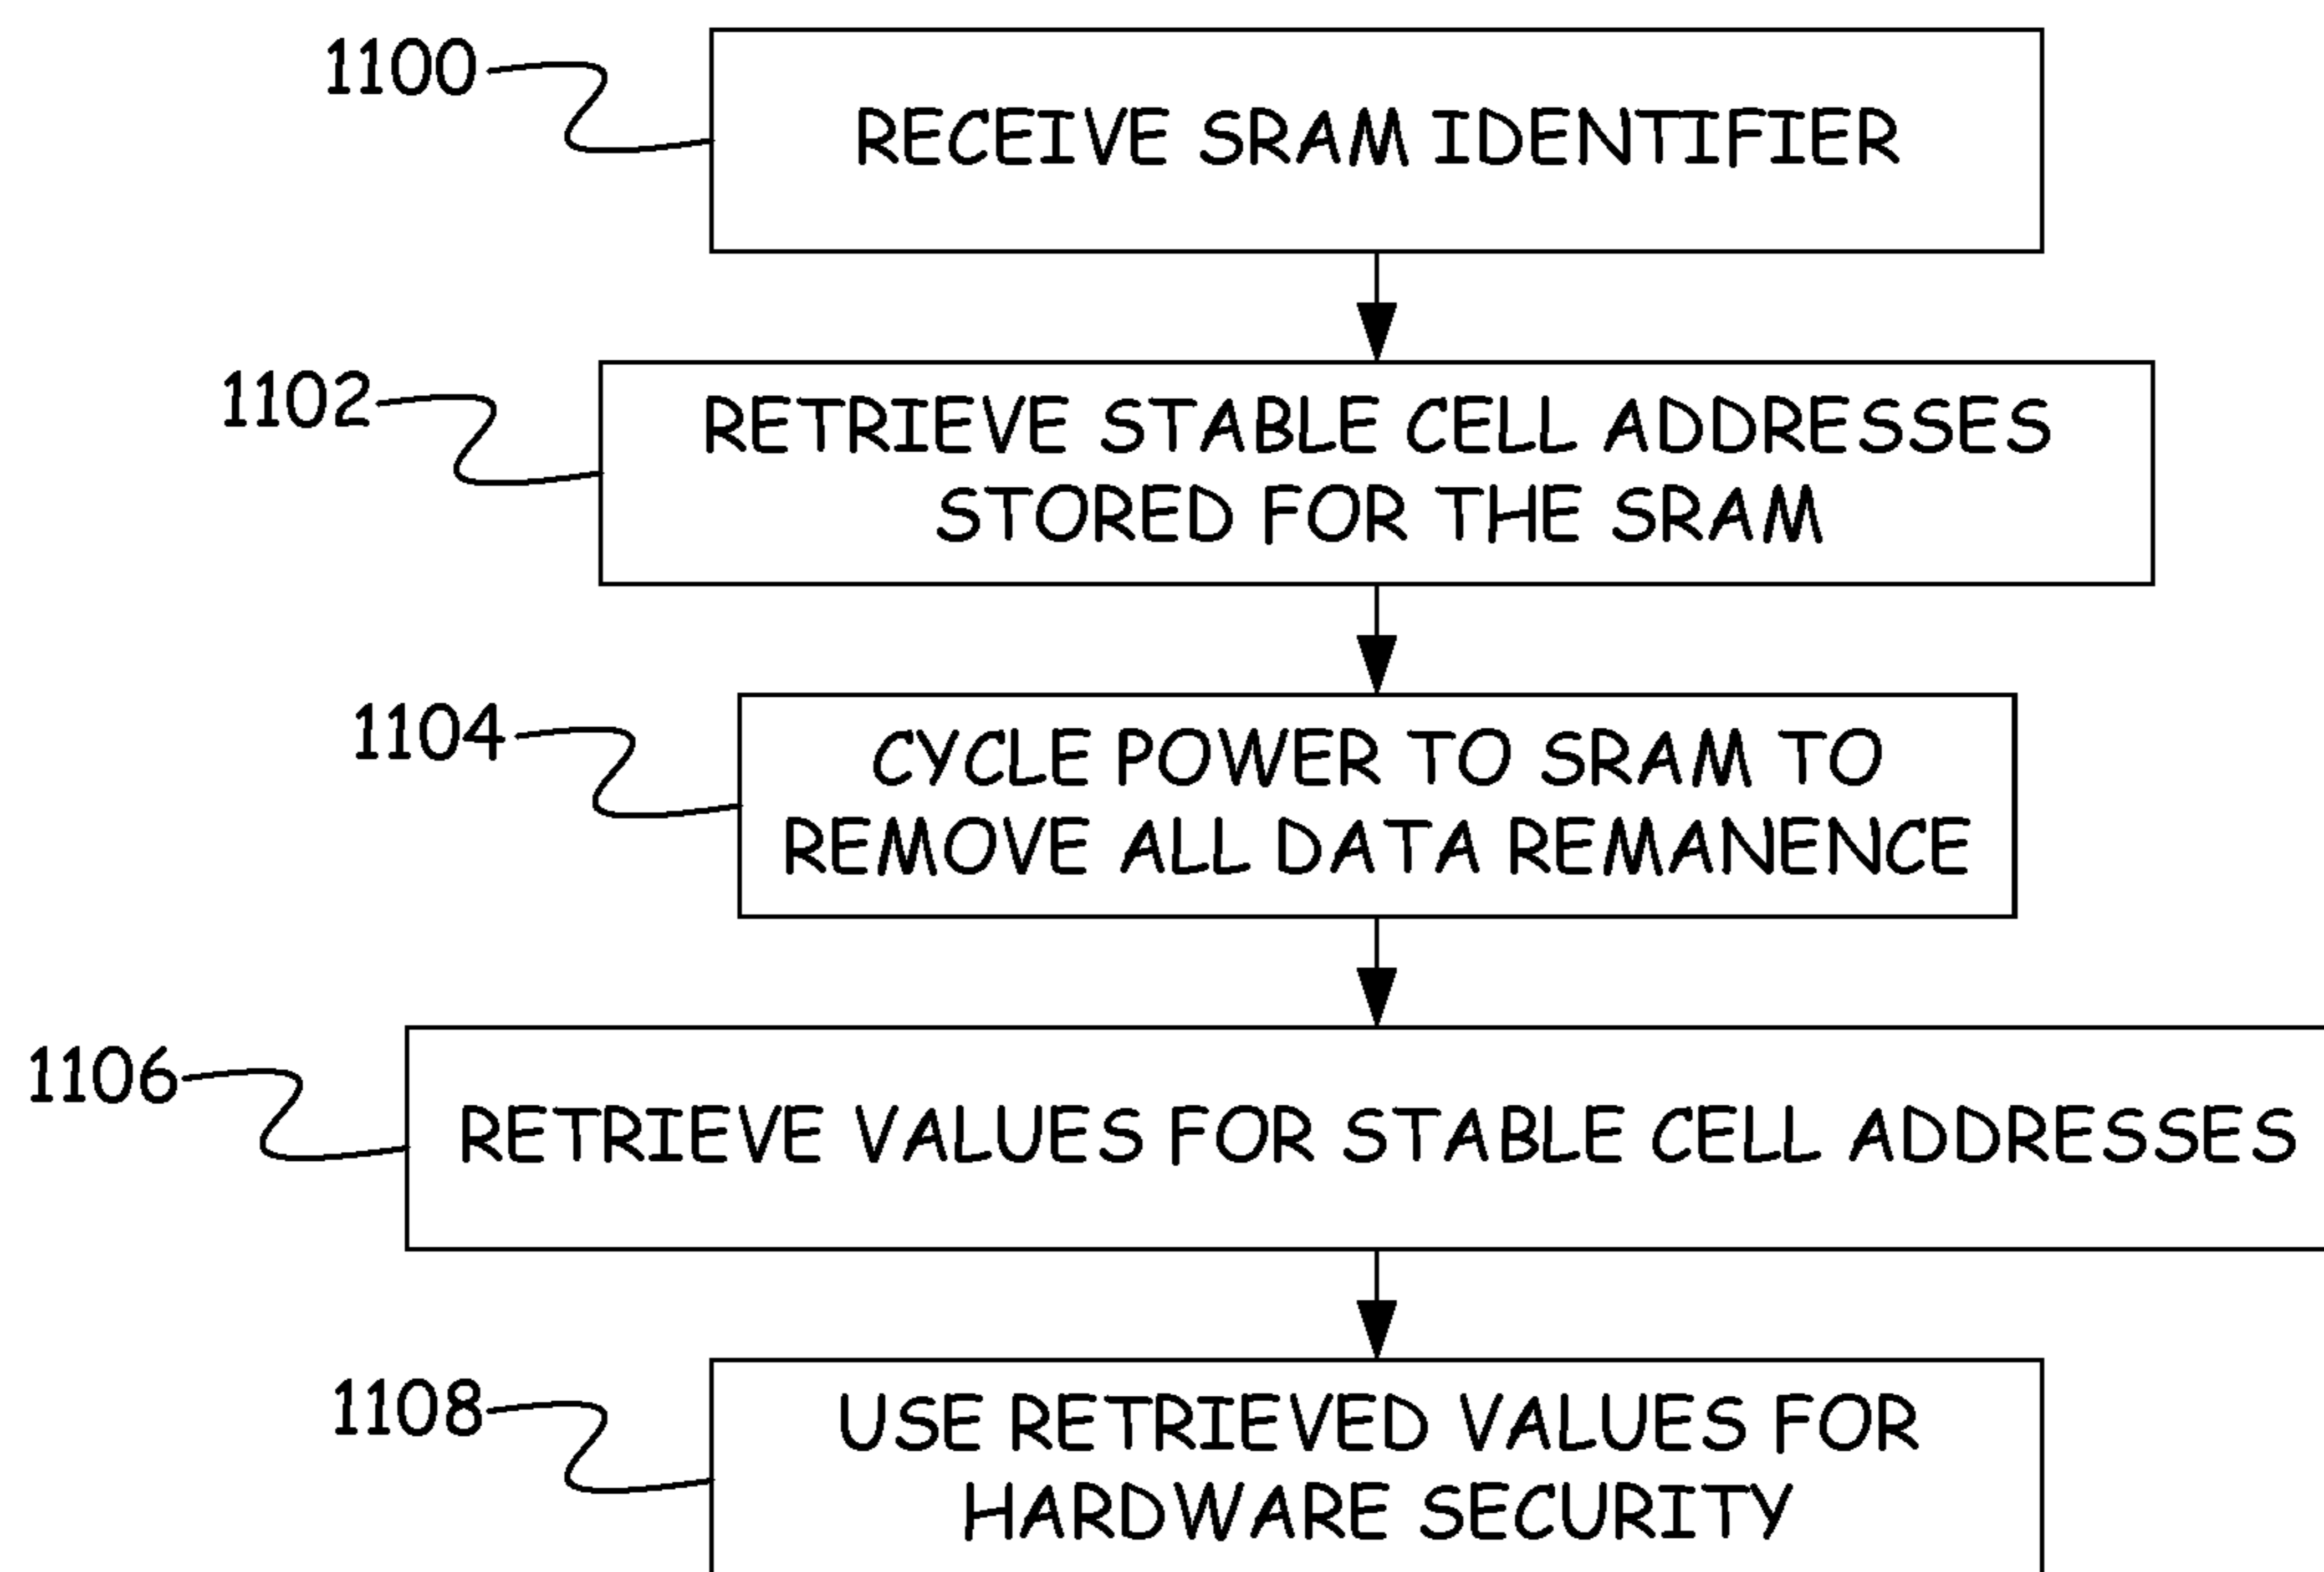 1100
RECEIVE SRAM IDENTIFIER
1102
RETRIEVE STABLE CELL ADDRESSES
STORED FOR THE SRAM
1104
CYCLE POWER TO SRAM TO
REMOVE ALL DATA REMANENCE
1106
RETRIEVE VALUES FOR STABLE CELL ADDRESSES
1108
USE RETRIEVED VALUES FOR
HARDWARE SECURITY